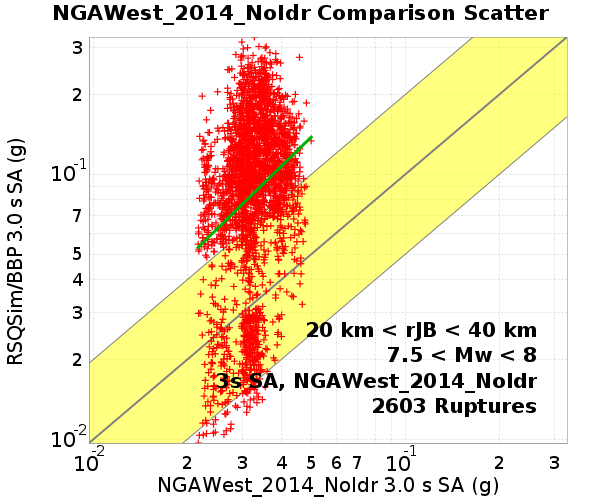 NGAWest_2014_NoIdr Comparison Scatter
RSQSim/BBP 3.0 s SA (g)
3
2
10⁻¹
7
5
4
3
2
10⁻²
20 km < rJB < 40 km
7.5 < Mw < 8
3s SA, NGAWest_2014_NoIdr
2603 Ruptures
10⁻² 2 3 4 5 6 7 10⁻¹ 2 3
NGAWest_2014_NoIdr 3.0 s SA (g)